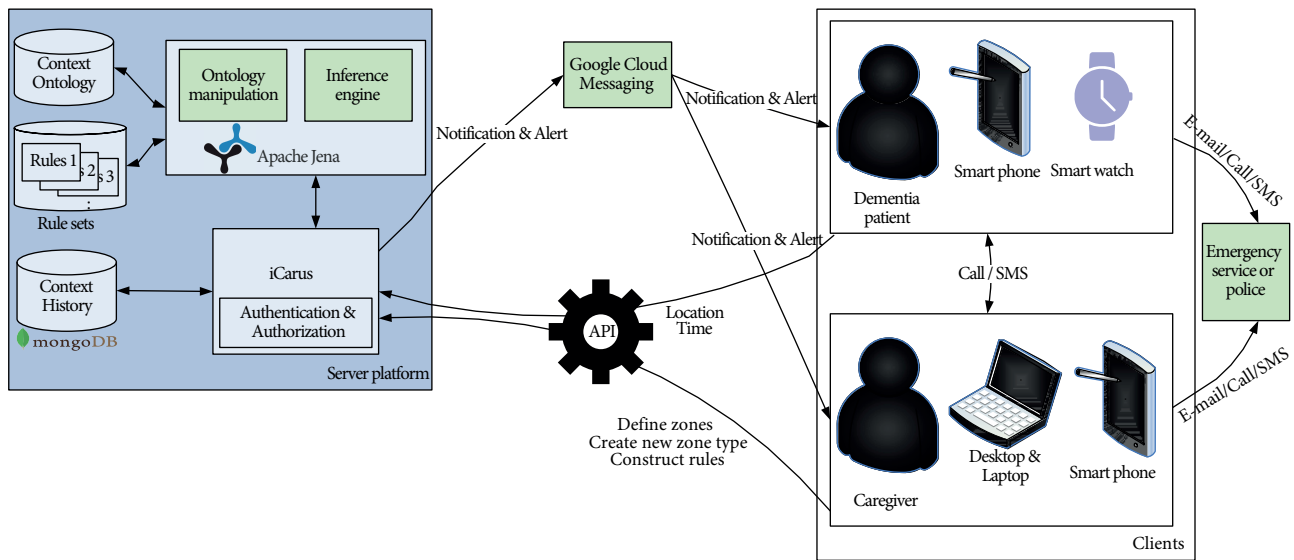 Context
Ontology
Ontology
manipulation
Inference
engine
Apache Jena
Rules 1
s 2
s 3
:
Rule sets
iCarus
Authentication &
Authorization
Context
History
mongoDB
Server platform
Notification & Alert
Google Cloud
Messaging
Notification & Alert
Notification & Alert
API
Location
Time
Define zones
Create new zone type
Construct rules
Dementia
patient
Smart phone
Smart watch
Call / SMS
Caregiver
Desktop &
Laptop
Smart phone
Clients
E-mail/Call/SMS
Emergency
service or
police
E-mail/Call/SMS